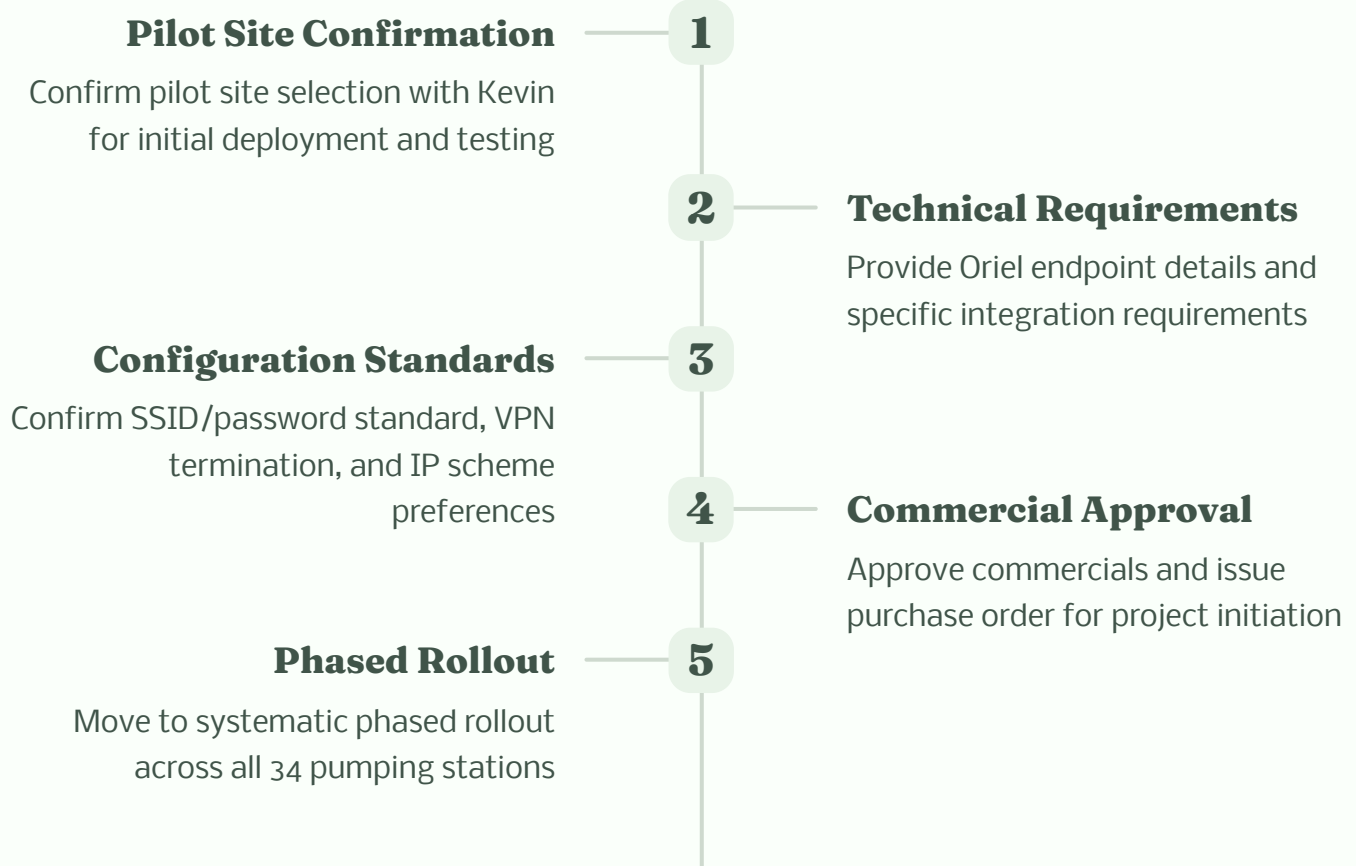 1
Pilot Site Confirmation
Confirm pilot site selection with Kevin
for initial deployment and testing
2
Technical Requirements
Provide Oriel endpoint details and
specific integration requirements
3
Configuration Standards
Confirm SSID/password standard, VPN
termination, and IP scheme
preferences
4
Commercial Approval
Approve commercials and issue
purchase order for project initiation
5
Phased Rollout
Move to systematic phased rollout
across all 34 pumping stations